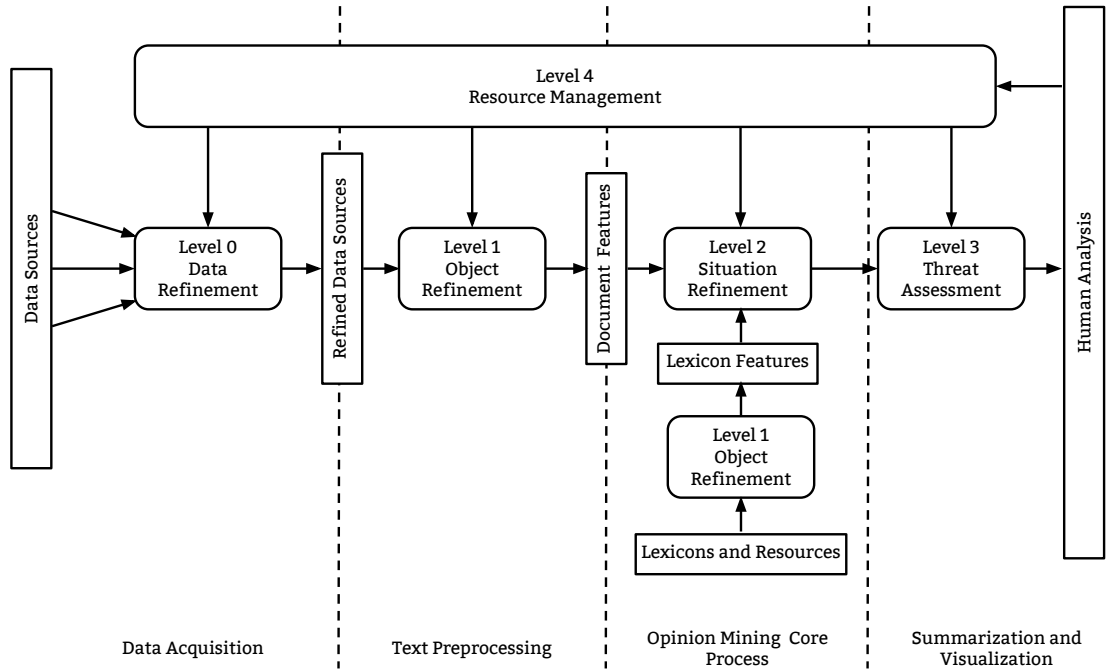 Level 4
Resource Management
Data Sources
Level 0
Data
Refinement
Refined Data Sources
Level 1
Object
Refinement
Document Features
Level 2
Situation
Refinement
Level 3
Threat
Assessment
Human Analysis
Lexicon Features
Level 1
Object
Refinement
Lexicons and Resources
Data Acquisition
Text Preprocessing
Opinion Mining Core
Process
Summarization and
Visualization